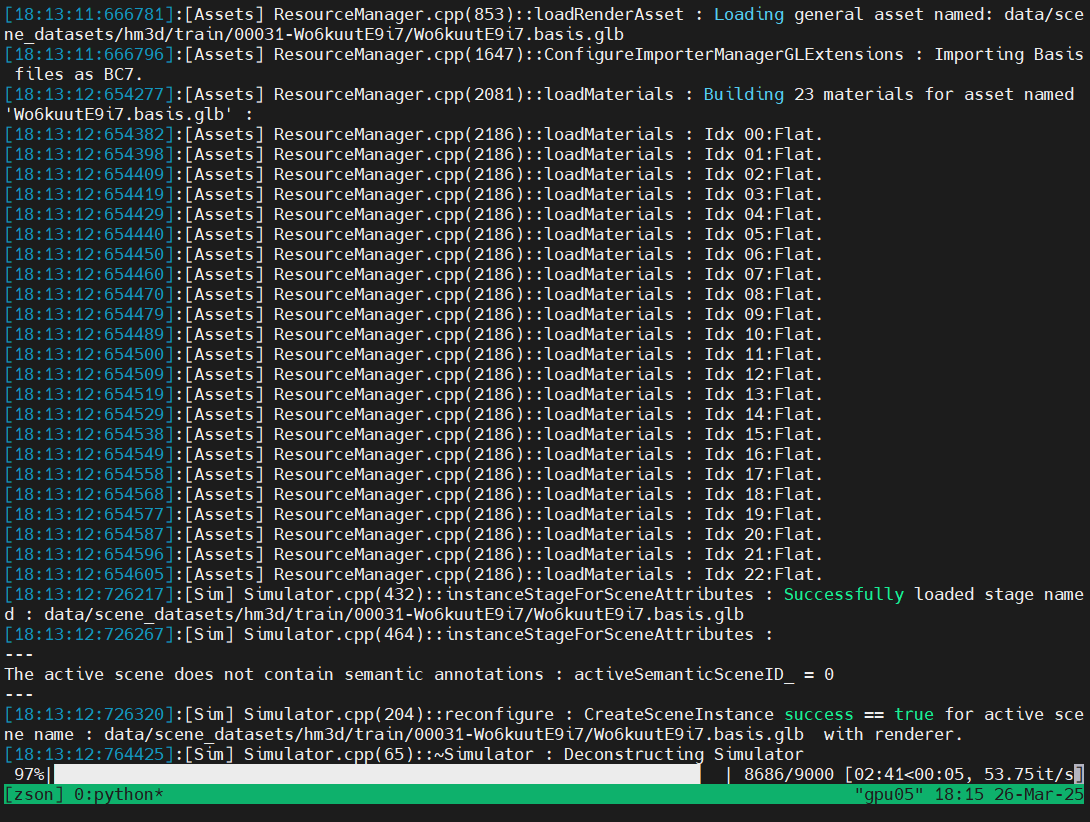 [18:13:11:666781]:[Assets] ResourceManager.cpp(853)::loadRenderAsset : Loading general asset named: data/sce
ne_datasets/hm3d/train/00031-Wo6kuutE9i7/Wo6kuutE9i7.basis.glb
[18:13:11:666796]:[Assets] ResourceManager.cpp(1647)::ConfigureImporterManagerGLExtensions : Importing Basis
 files as BC7.
[18:13:12:654277]:[Assets] ResourceManager.cpp(2081)::loadMaterials : Building 23 materials for asset named
'Wo6kuutE9i7.basis.glb' :
[18:13:12:654382]:[Assets] ResourceManager.cpp(2186)::loadMaterials : Idx 00:Flat.
[18:13:12:654398]:[Assets] ResourceManager.cpp(2186)::loadMaterials : Idx 01:Flat.
[18:13:12:654409]:[Assets] ResourceManager.cpp(2186)::loadMaterials : Idx 02:Flat.
[18:13:12:654419]:[Assets] ResourceManager.cpp(2186)::loadMaterials : Idx 03:Flat.
[18:13:12:654429]:[Assets] ResourceManager.cpp(2186)::loadMaterials : Idx 04:Flat.
[18:13:12:654440]:[Assets] ResourceManager.cpp(2186)::loadMaterials : Idx 05:Flat.
[18:13:12:654450]:[Assets] ResourceManager.cpp(2186)::loadMaterials : Idx 06:Flat.
[18:13:12:654460]:[Assets] ResourceManager.cpp(2186)::loadMaterials : Idx 07:Flat.
[18:13:12:654470]:[Assets] ResourceManager.cpp(2186)::loadMaterials : Idx 08:Flat.
[18:13:12:654479]:[Assets] ResourceManager.cpp(2186)::loadMaterials : Idx 09:Flat.
[18:13:12:654489]:[Assets] ResourceManager.cpp(2186)::loadMaterials : Idx 10:Flat.
[18:13:12:654500]:[Assets] ResourceManager.cpp(2186)::loadMaterials : Idx 11:Flat.
[18:13:12:654509]:[Assets] ResourceManager.cpp(2186)::loadMaterials : Idx 12:Flat.
[18:13:12:654519]:[Assets] ResourceManager.cpp(2186)::loadMaterials : Idx 13:Flat.
[18:13:12:654529]:[Assets] ResourceManager.cpp(2186)::loadMaterials : Idx 14:Flat.
[18:13:12:654538]:[Assets] ResourceManager.cpp(2186)::loadMaterials : Idx 15:Flat.
[18:13:12:654549]:[Assets] ResourceManager.cpp(2186)::loadMaterials : Idx 16:Flat.
[18:13:12:654558]:[Assets] ResourceManager.cpp(2186)::loadMaterials : Idx 17:Flat.
[18:13:12:654568]:[Assets] ResourceManager.cpp(2186)::loadMaterials : Idx 18:Flat.
[18:13:12:654577]:[Assets] ResourceManager.cpp(2186)::loadMaterials : Idx 19:Flat.
[18:13:12:654587]:[Assets] ResourceManager.cpp(2186)::loadMaterials : Idx 20:Flat.
[18:13:12:654596]:[Assets] ResourceManager.cpp(2186)::loadMaterials : Idx 21:Flat.
[18:13:12:654605]:[Assets] ResourceManager.cpp(2186)::loadMaterials : Idx 22:Flat.
[18:13:12:726217]:[Sim] Simulator.cpp(432)::instanceStageForSceneAttributes : Successfully loaded stage name
d : data/scene_datasets/hm3d/train/00031-Wo6kuutE9i7/Wo6kuutE9i7.basis.glb
[18:13:12:726267]:[Sim] Simulator.cpp(464)::instanceStageForSceneAttributes :
---
The active scene does not contain semantic annotations : activeSemanticSceneID_ = 0
---
[18:13:12:726320]:[Sim] Simulator.cpp(204)::reconfigure : CreateSceneInstance success == true for active sce
ne name : data/scene_datasets/hm3d/train/00031-Wo6kuutE9i7/Wo6kuutE9i7.basis.glb  with renderer.
[18:13:12:764425]:[Sim] Simulator.cpp(65)::~Simulator : Deconstructing Simulator
 97%| | 8686/9000 [02:41<00:05, 53.75it/s]
[zson] 0:python* "gpu05" 18:15 26-Mar-25